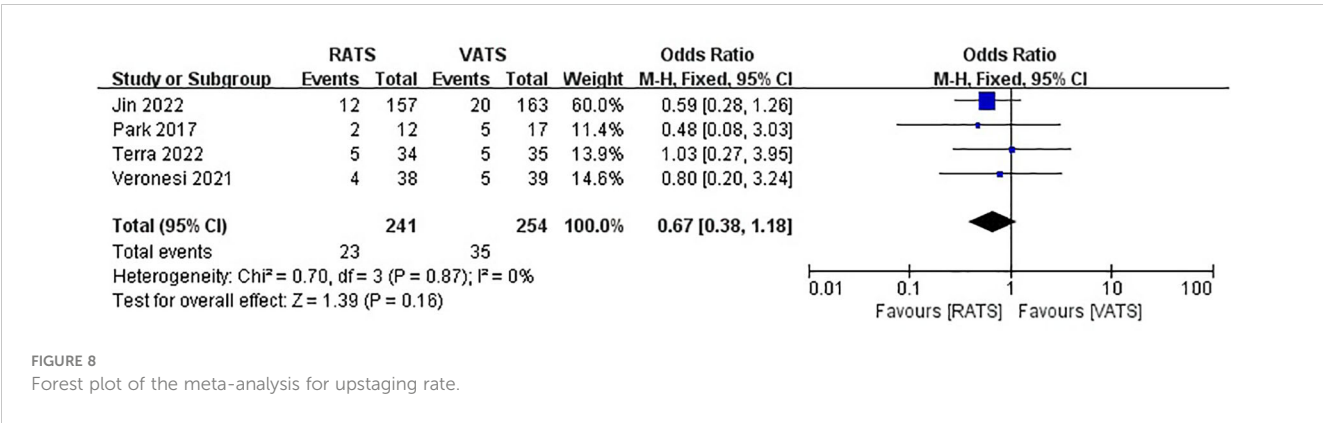 RATS VATS Odds Ratio Odds Ratio
Study or Subgroup Events Total Events Total Weight M-H, Fixed, 95% CI M-H, Fixed, 95% CI
Jin 2022 12 157 20 163 60.0% 0.59 [0.28, 1.26]
Park 2017 2 12 5 17 11.4% 0.48 [0.08, 3.03]
Terra 2022 5 34 5 35 13.9% 1.03 [0.27, 3.95]
Veronesi 2021 4 38 5 39 14.6% 0.80 [0.20, 3.24]
Total (95% CI) 241 254 100.0% 0.67 [0.38, 1.18]
Total events 23 35
Heterogeneity: Chi² = 0.70, df = 3 (P = 0.87); I² = 0%
Test for overall effect: Z = 1.39 (P = 0.16)
0.01 0.1 1 10 100
Favours [RATS] Favours [VATS]
FIGURE 8
Forest plot of the meta-analysis for upstaging rate.